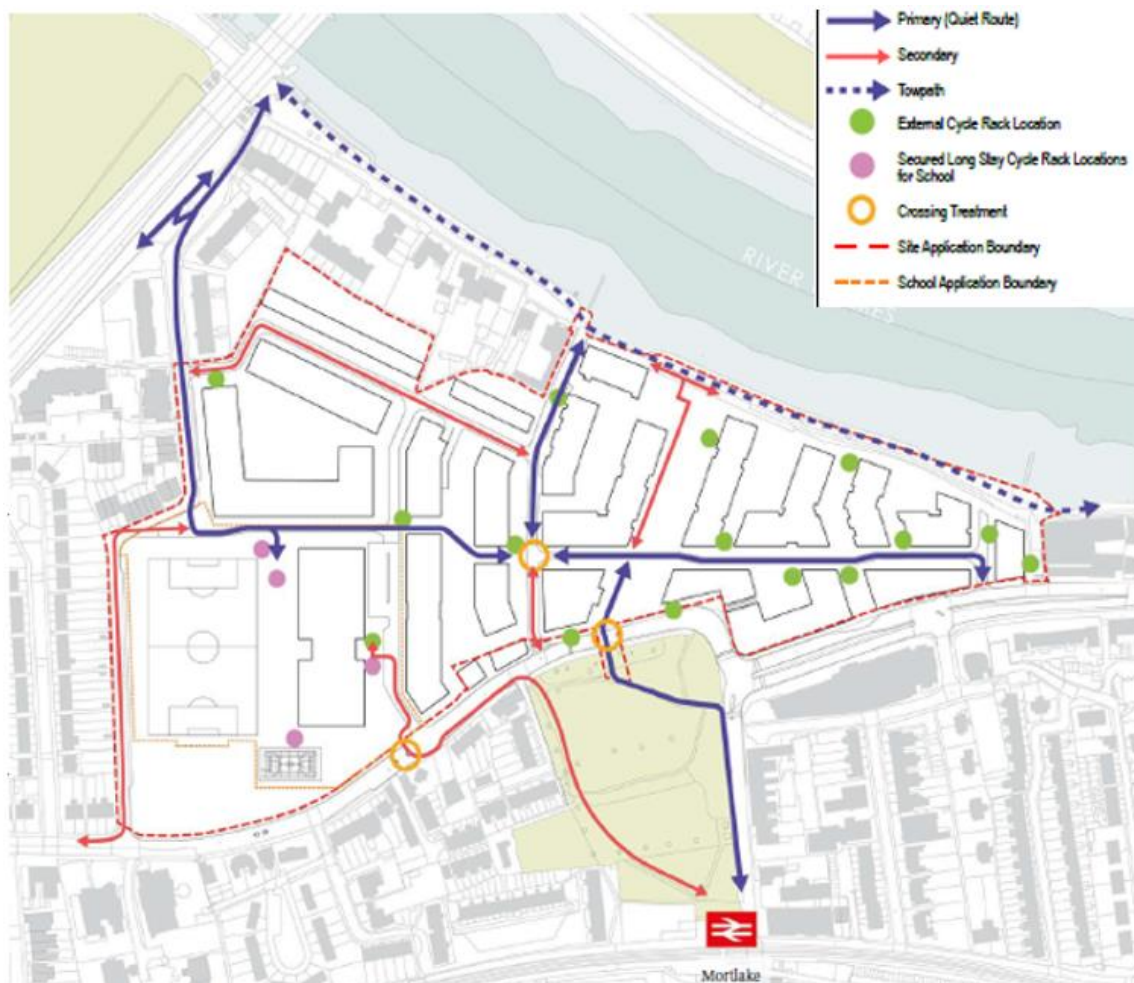 Primary (Quiet Route)
Secondary
Towpath
External Cycle Rack Location
Secured Long Stay Cycle Rack Locations
for School
Crossing Treatment
Site Application Boundary
School Application Boundary
RIVER
Mortlake